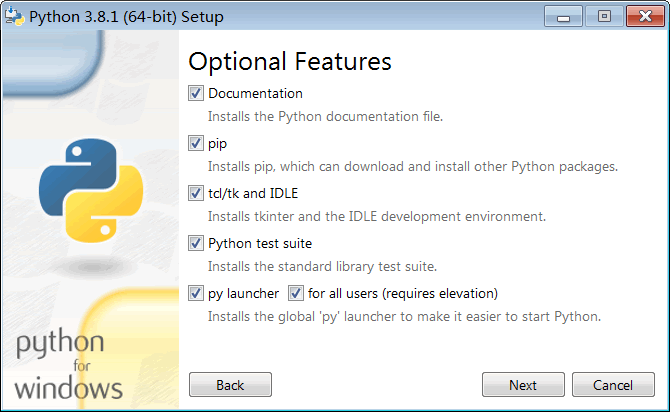 Python 3.8.1 (64-bit) Setup
Optional Features
Documentation
Installs the Python documentation file.
pip
Installs pip, which can download and install other Python packages.
tcl/tk and IDLE
Installs tkinter and the IDLE development environment.
Python test suite
Installs the standard library test suite.
py launcher for all users (requires elevation)
Installs the global 'py' launcher to make it easier to start Python.
python
for
windows
Back Next Cancel